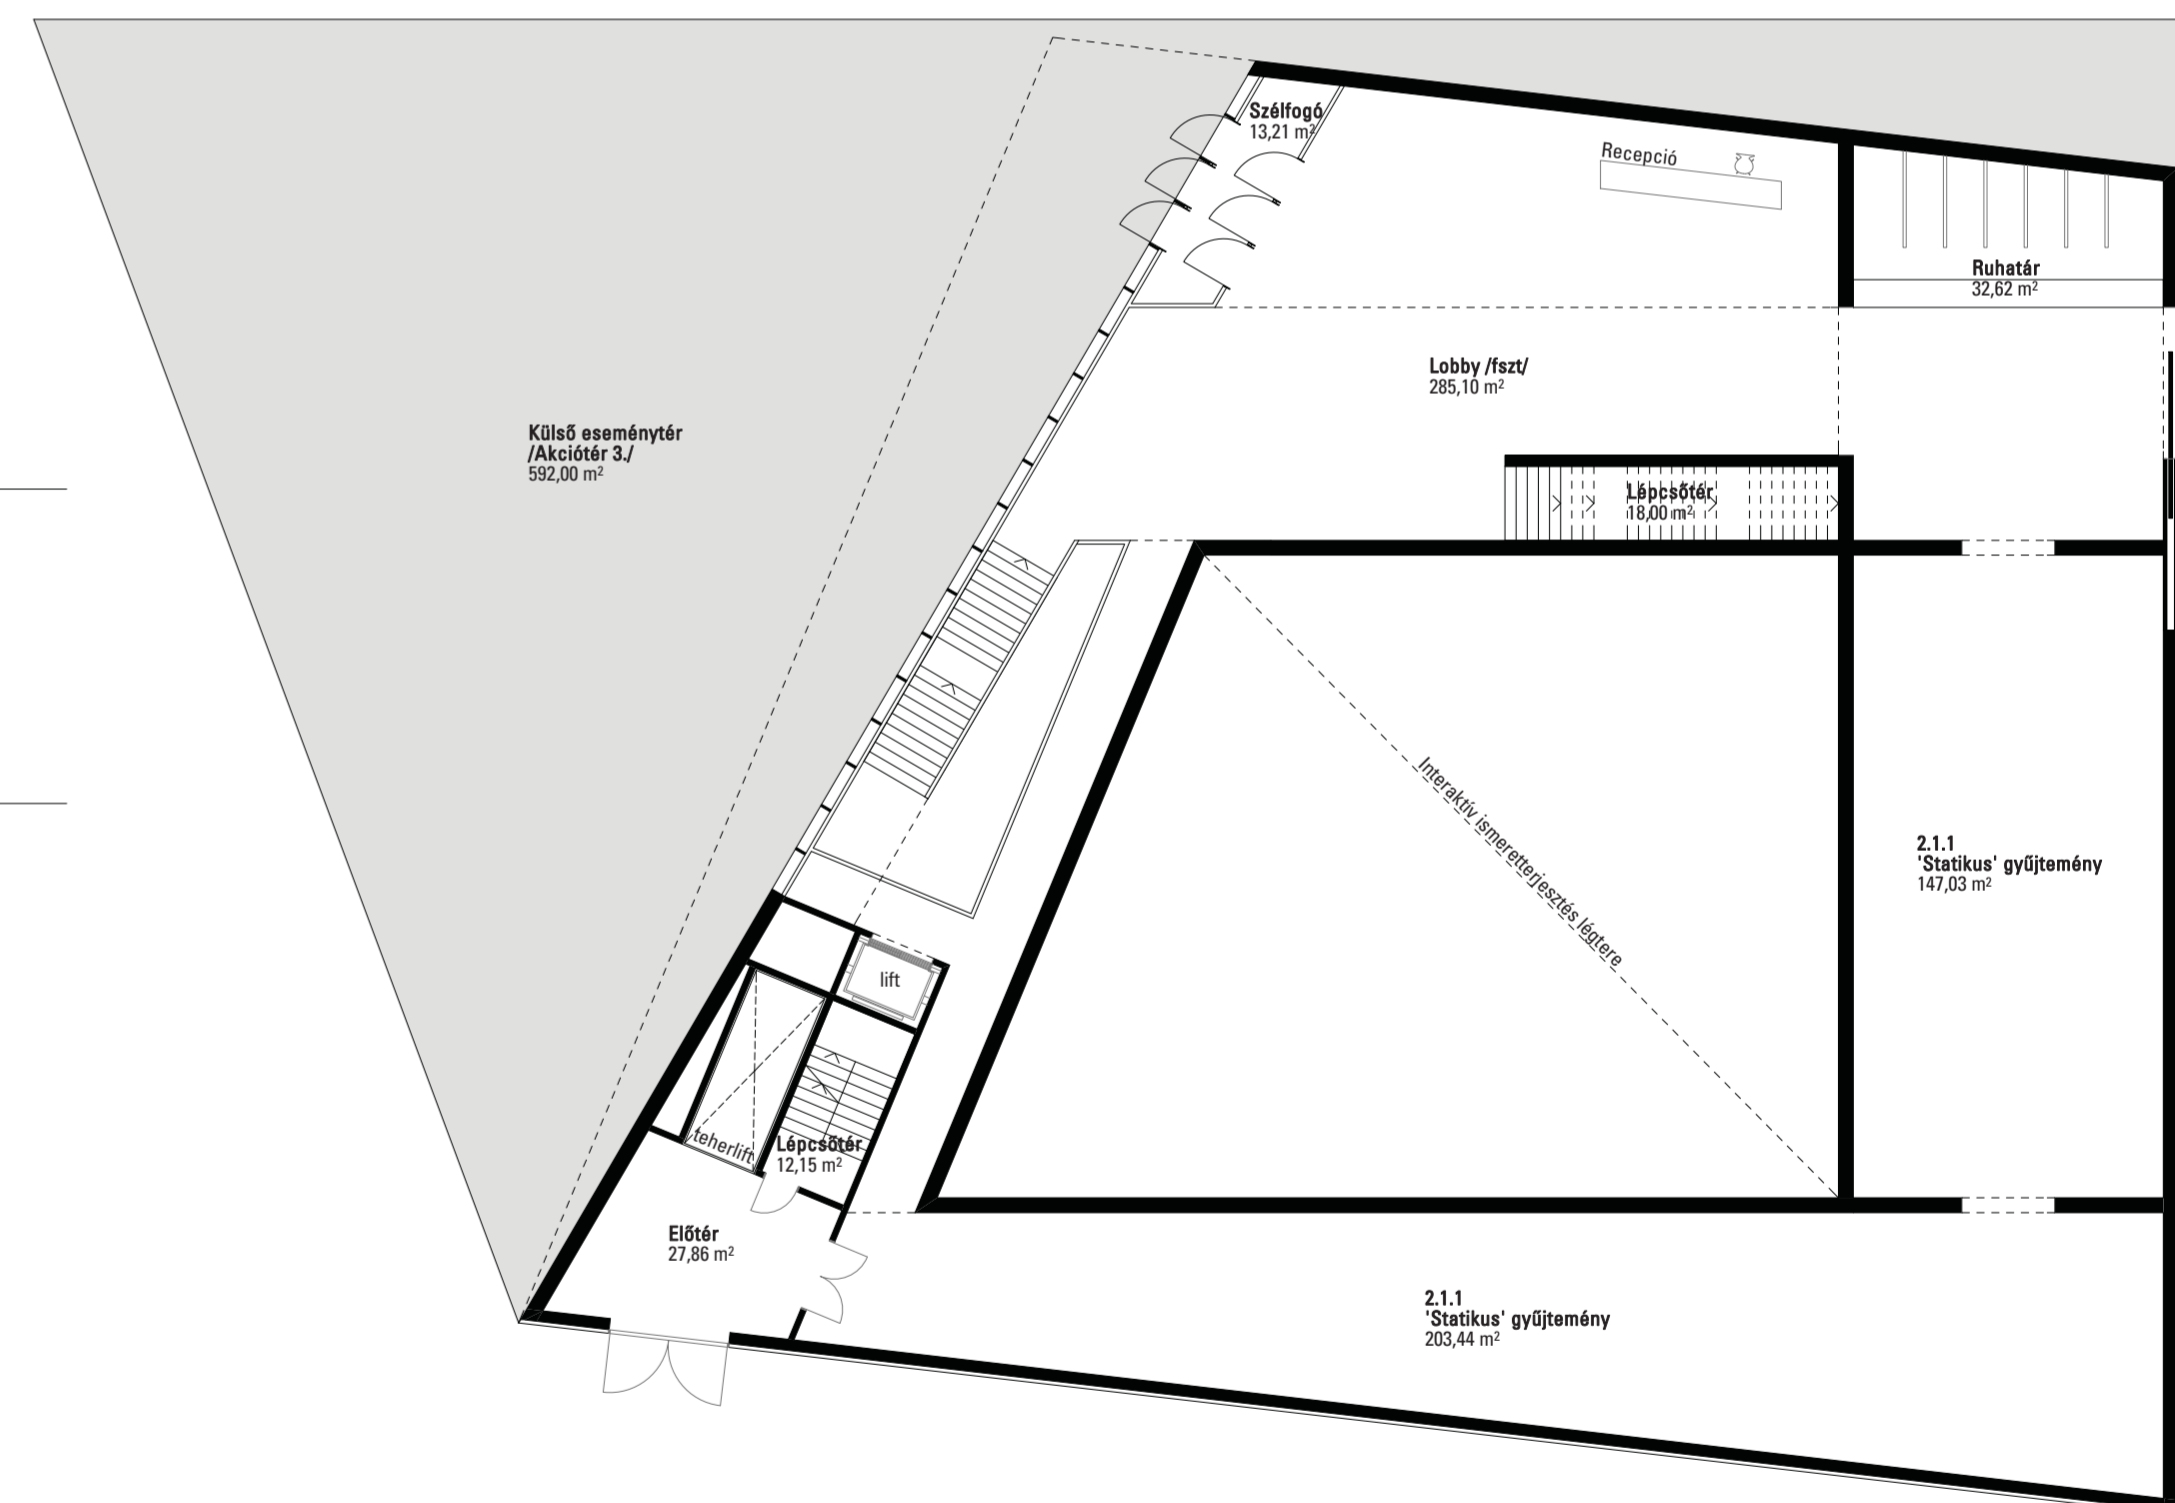 Szélfogó
13,21 m²
Recepció
Ruhatár
32,62 m²
Lobby /fszt/
285,10 m²
Külső eseménytér
/Akciótér 3./
592,00 m²
Lépcsőtér
18,00 m²
Interaktív ismeretterjesztés légtere
2.1.1
'Statikus' gyűjtemény
147,03 m²
lift
teherlift
Lépcsőtér
12,15 m²
Előtér
27,86 m²
2.1.1
'Statikus' gyűjtemény
203,44 m²